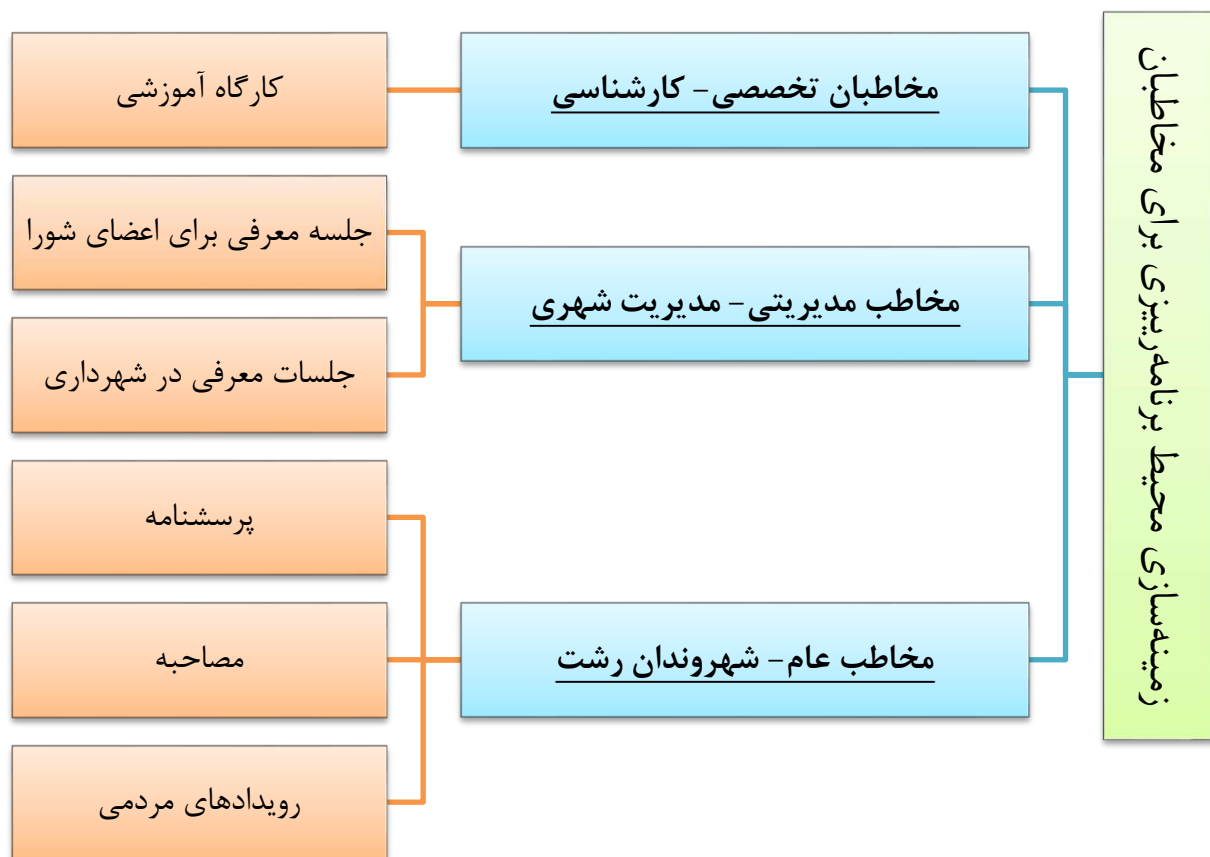 زمینه‌سازی محیط برنامه‌ریزی برای مخاطبان
مخاطبان تخصصی- کارشناسی
کارگاه آموزشی
مخاطب مدیریتی- مدیریت شهری
جلسه معرفی برای اعضای شورا
جلسات معرفی در شهرداری
مخاطب عام- شهروندان رشت
پرسشنامه
مصاحبه
رویدادهای مردمی